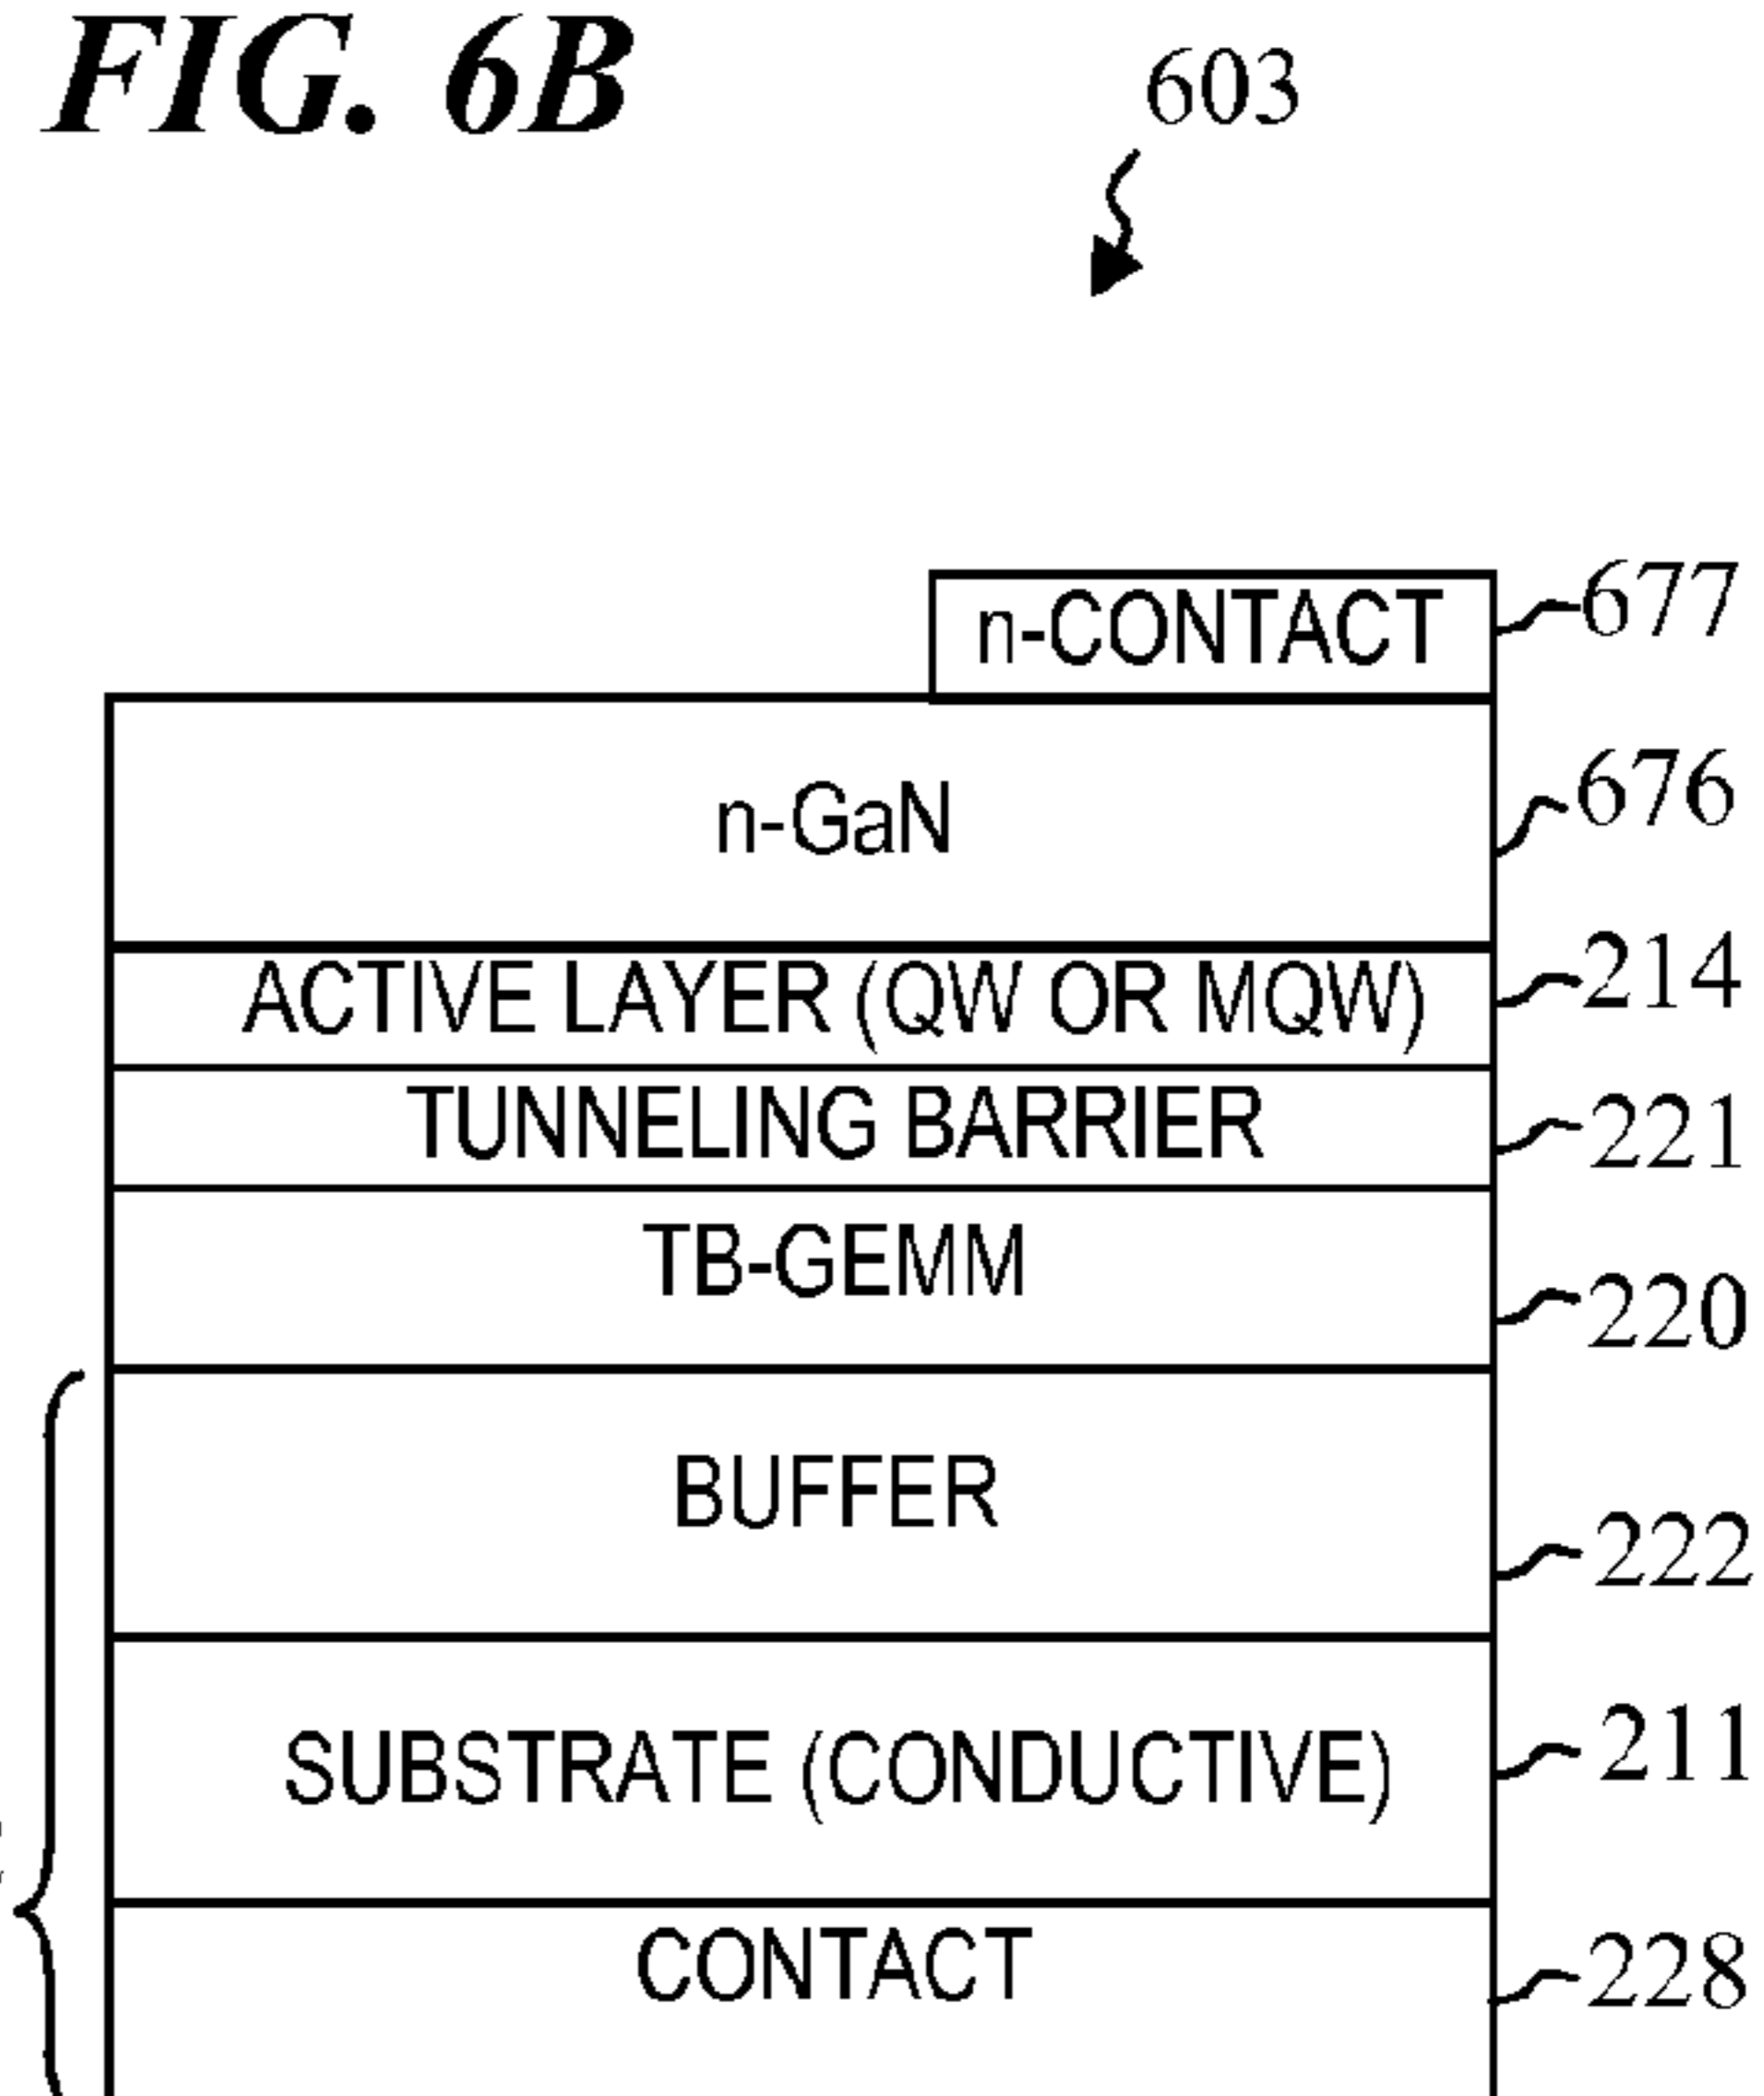 FIG. 6B
603
n-CONTACT 677
n-GaN 676
ACTIVE LAYER (QW OR MQW) 214
TUNNELING BARRIER 221
TB-GEMM 220
BUFFER 222
SUBSTRATE (CONDUCTIVE) 211
CONTACT 228